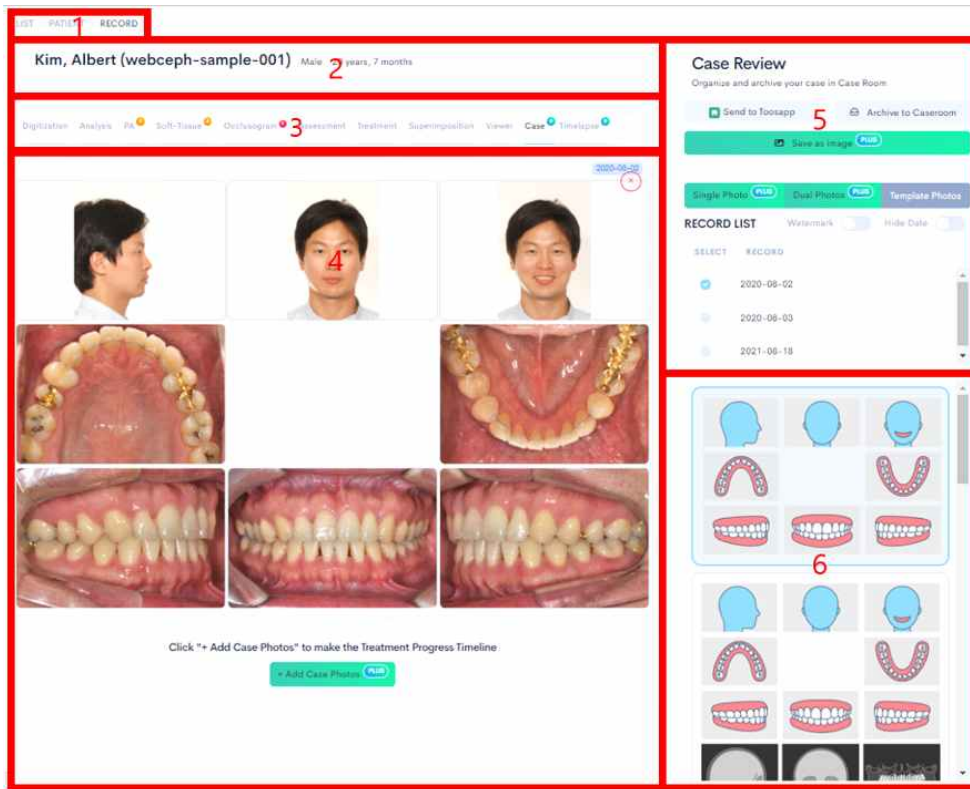 LIST PATIENT RECORD
1
Kim, Albert (webceph-sample-001) Male years, 7 months
2
Digitization Analysis PA Soft-Tissue Occlusogram Assessment Treatment Superimposition Viewer Case Timelapse
3
2020-06-02
×
4
Click "+ Add Case Photos" to make the Treatment Progress Timeline
+ Add Case Photos PLUS
Case Review
Organize and archive your case in Case Room
Send to Toosapp Archive to Caseroom
5
Save as image PLUS
Single Photo PLUS Dual Photos PLUS Template Photos
RECORD LIST Watermark Hide Date
SELECT RECORD
2020-06-02
2020-06-03
2021-06-18
6